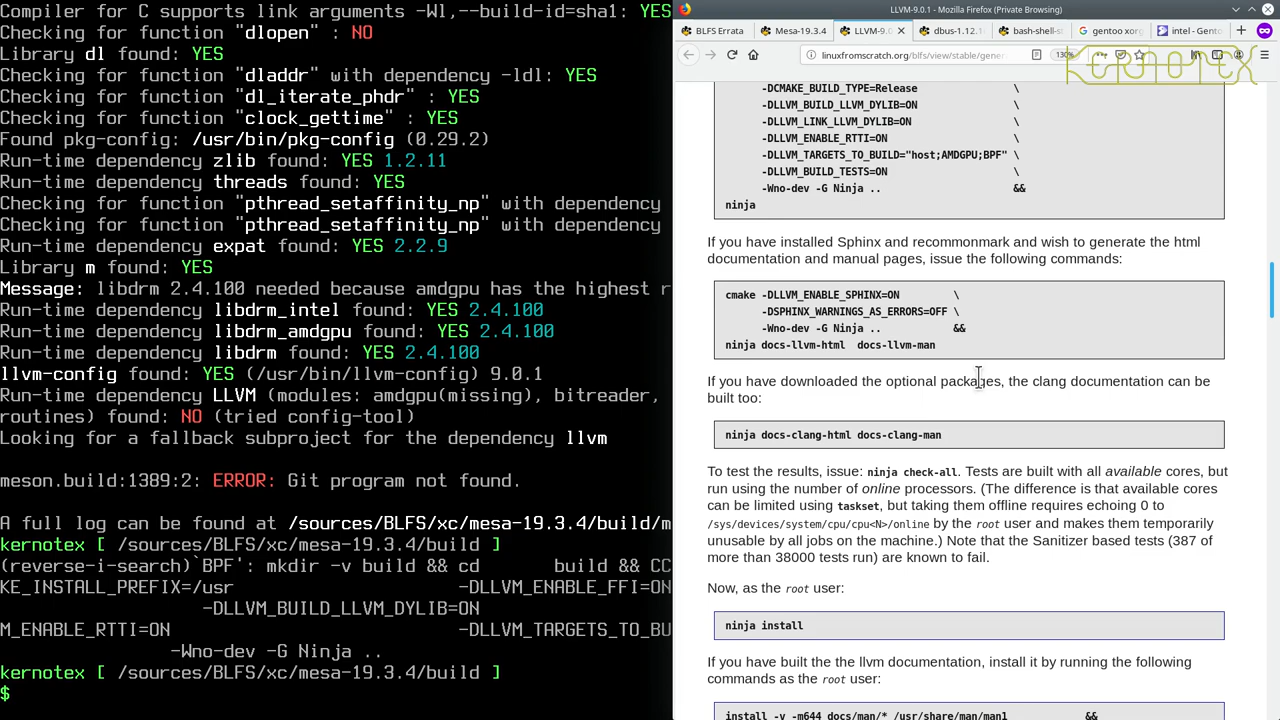 Compiler for C supports link arguments -Wl,--build-id=sha1: YES
Checking for function "dlopen" : NO
Library dl found: YES
Checking for function "dladdr" with dependency -ldl: YES
Checking for function "dl_iterate_phdr" : YES
Checking for function "clock_gettime" : YES
Found pkg-config: /usr/bin/pkg-config (0.29.2)
Run-time dependency zlib found: YES 1.2.11
Run-time dependency threads found: YES
Checking for function "pthread_setaffinity_np" with dependency
Checking for function "pthread_setaffinity_np" with dependency
Run-time dependency expat found: YES 2.2.9
Library m found: YES
Message: libdrm 2.4.100 needed because amdgpu has the highest r
Run-time dependency libdrm_intel found: YES 2.4.100
Run-time dependency libdrm_amdgpu found: YES 2.4.100
Run-time dependency libdrm found: YES 2.4.100
llvm-config found: YES (/usr/bin/llvm-config) 9.0.1
Run-time dependency LLVM (modules: amdgpu(missing), bitreader,
routines) found: NO (tried config-tool)
Looking for a fallback subproject for the dependency llvm
meson.build:1389:2: ERROR: Git program not found.
A full log can be found at /sources/BLFS/xc/mesa-19.3.4/build/m
kernotex [ /sources/BLFS/xc/mesa-19.3.4/build ]
(reverse-i-search)`BPF': mkdir -v build && cd build && CC
KE_INSTALL_PREFIX=/usr -DLLVM_ENABLE_FFI=ON
-DLLVM_BUILD_LLVM_DYLIB=ON
M_ENABLE_RTTI=ON -DLLVM_TARGETS_TO_BU
-Wno-dev -G Ninja ..
kernotex [ /sources/BLFS/xc/mesa-19.3.4/build ]
$
LLVM-9.0.1 - Mozilla Firefox (Private Browsing)
BLFS Errata
Mesa-19.3.4
LLVM-9.0
dbus-1.12.1
bash-shell-st
gentoo xorg
intel - Gento
linuxfromscratch.org/blfs/view/stable/gener
130%
KERNOTEX
-DCMAKE_BUILD_TYPE=Release \
-DLLVM_BUILD_LLVM_DYLIB=ON \
-DLLVM_LINK_LLVM_DYLIB=ON \
-DLLVM_ENABLE_RTTI=ON \
-DLLVM_TARGETS_TO_BUILD="host;AMDGPU;BPF" \
-DLLVM_BUILD_TESTS=ON \
-Wno-dev -G Ninja .. &&
ninja
If you have installed Sphinx and recommonmark and wish to generate the html
documentation and manual pages, issue the following commands:
cmake -DLLVM_ENABLE_SPHINX=ON \
-DSPHINX_WARNINGS_AS_ERRORS=OFF \
-Wno-dev -G Ninja .. &&
ninja docs-llvm-html docs-llvm-man
If you have downloaded the optional packages, the clang documentation can be
built too:
ninja docs-clang-html docs-clang-man
To test the results, issue: ninja check-all. Tests are built with all available cores, but
run using the number of online processors. (The difference is that available cores
can be limited using taskset, but taking them offline requires echoing 0 to
/sys/devices/system/cpu/cpu<N>/online by the root user and makes them temporarily
unusable by all jobs on the machine.) Note that the Sanitizer based tests (387 of
more than 38000 tests run) are known to fail.
Now, as the root user:
ninja install
If you have built the the llvm documentation, install it by running the following
commands as the root user:
install -v -m644 docs/man/* /usr/share/man/man1 &&